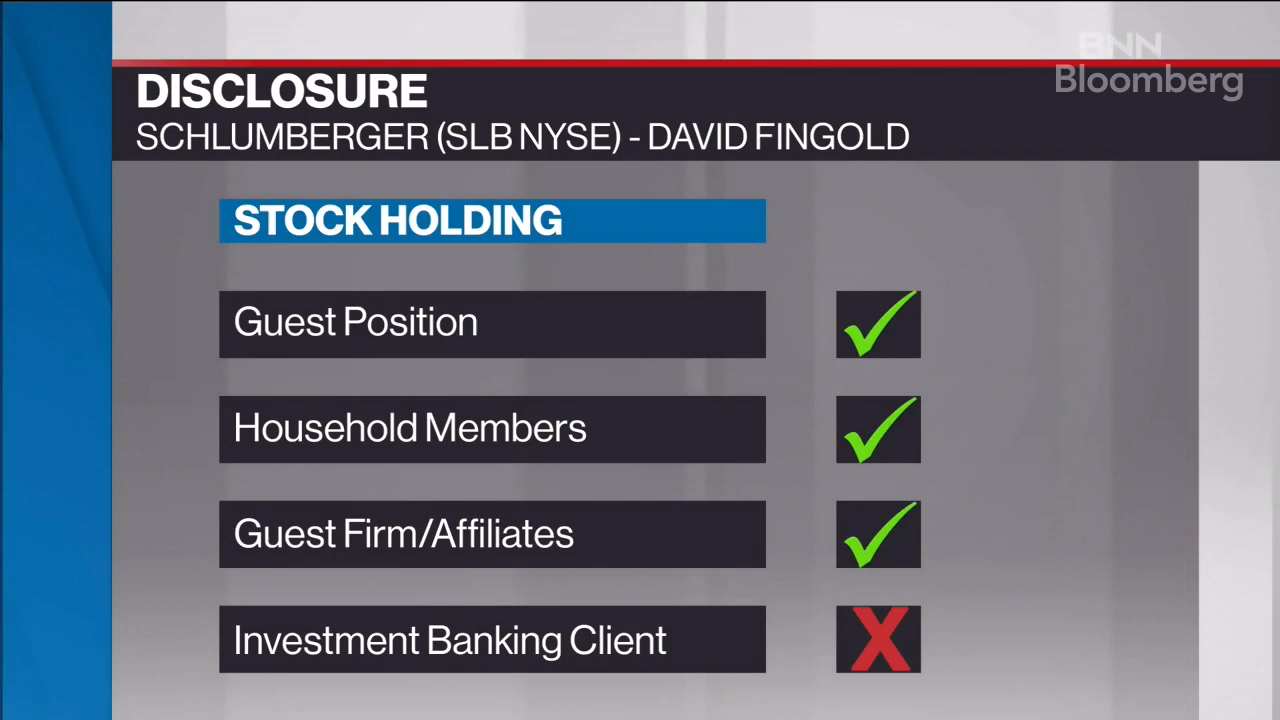 BNN
Bloomberg
DISCLOSURE
SCHLUMBERGER (SLB NYSE) - DAVID FINGOLD
STOCK HOLDING
Guest Position
Household Members
Guest Firm/Affiliates
Investment Banking Client